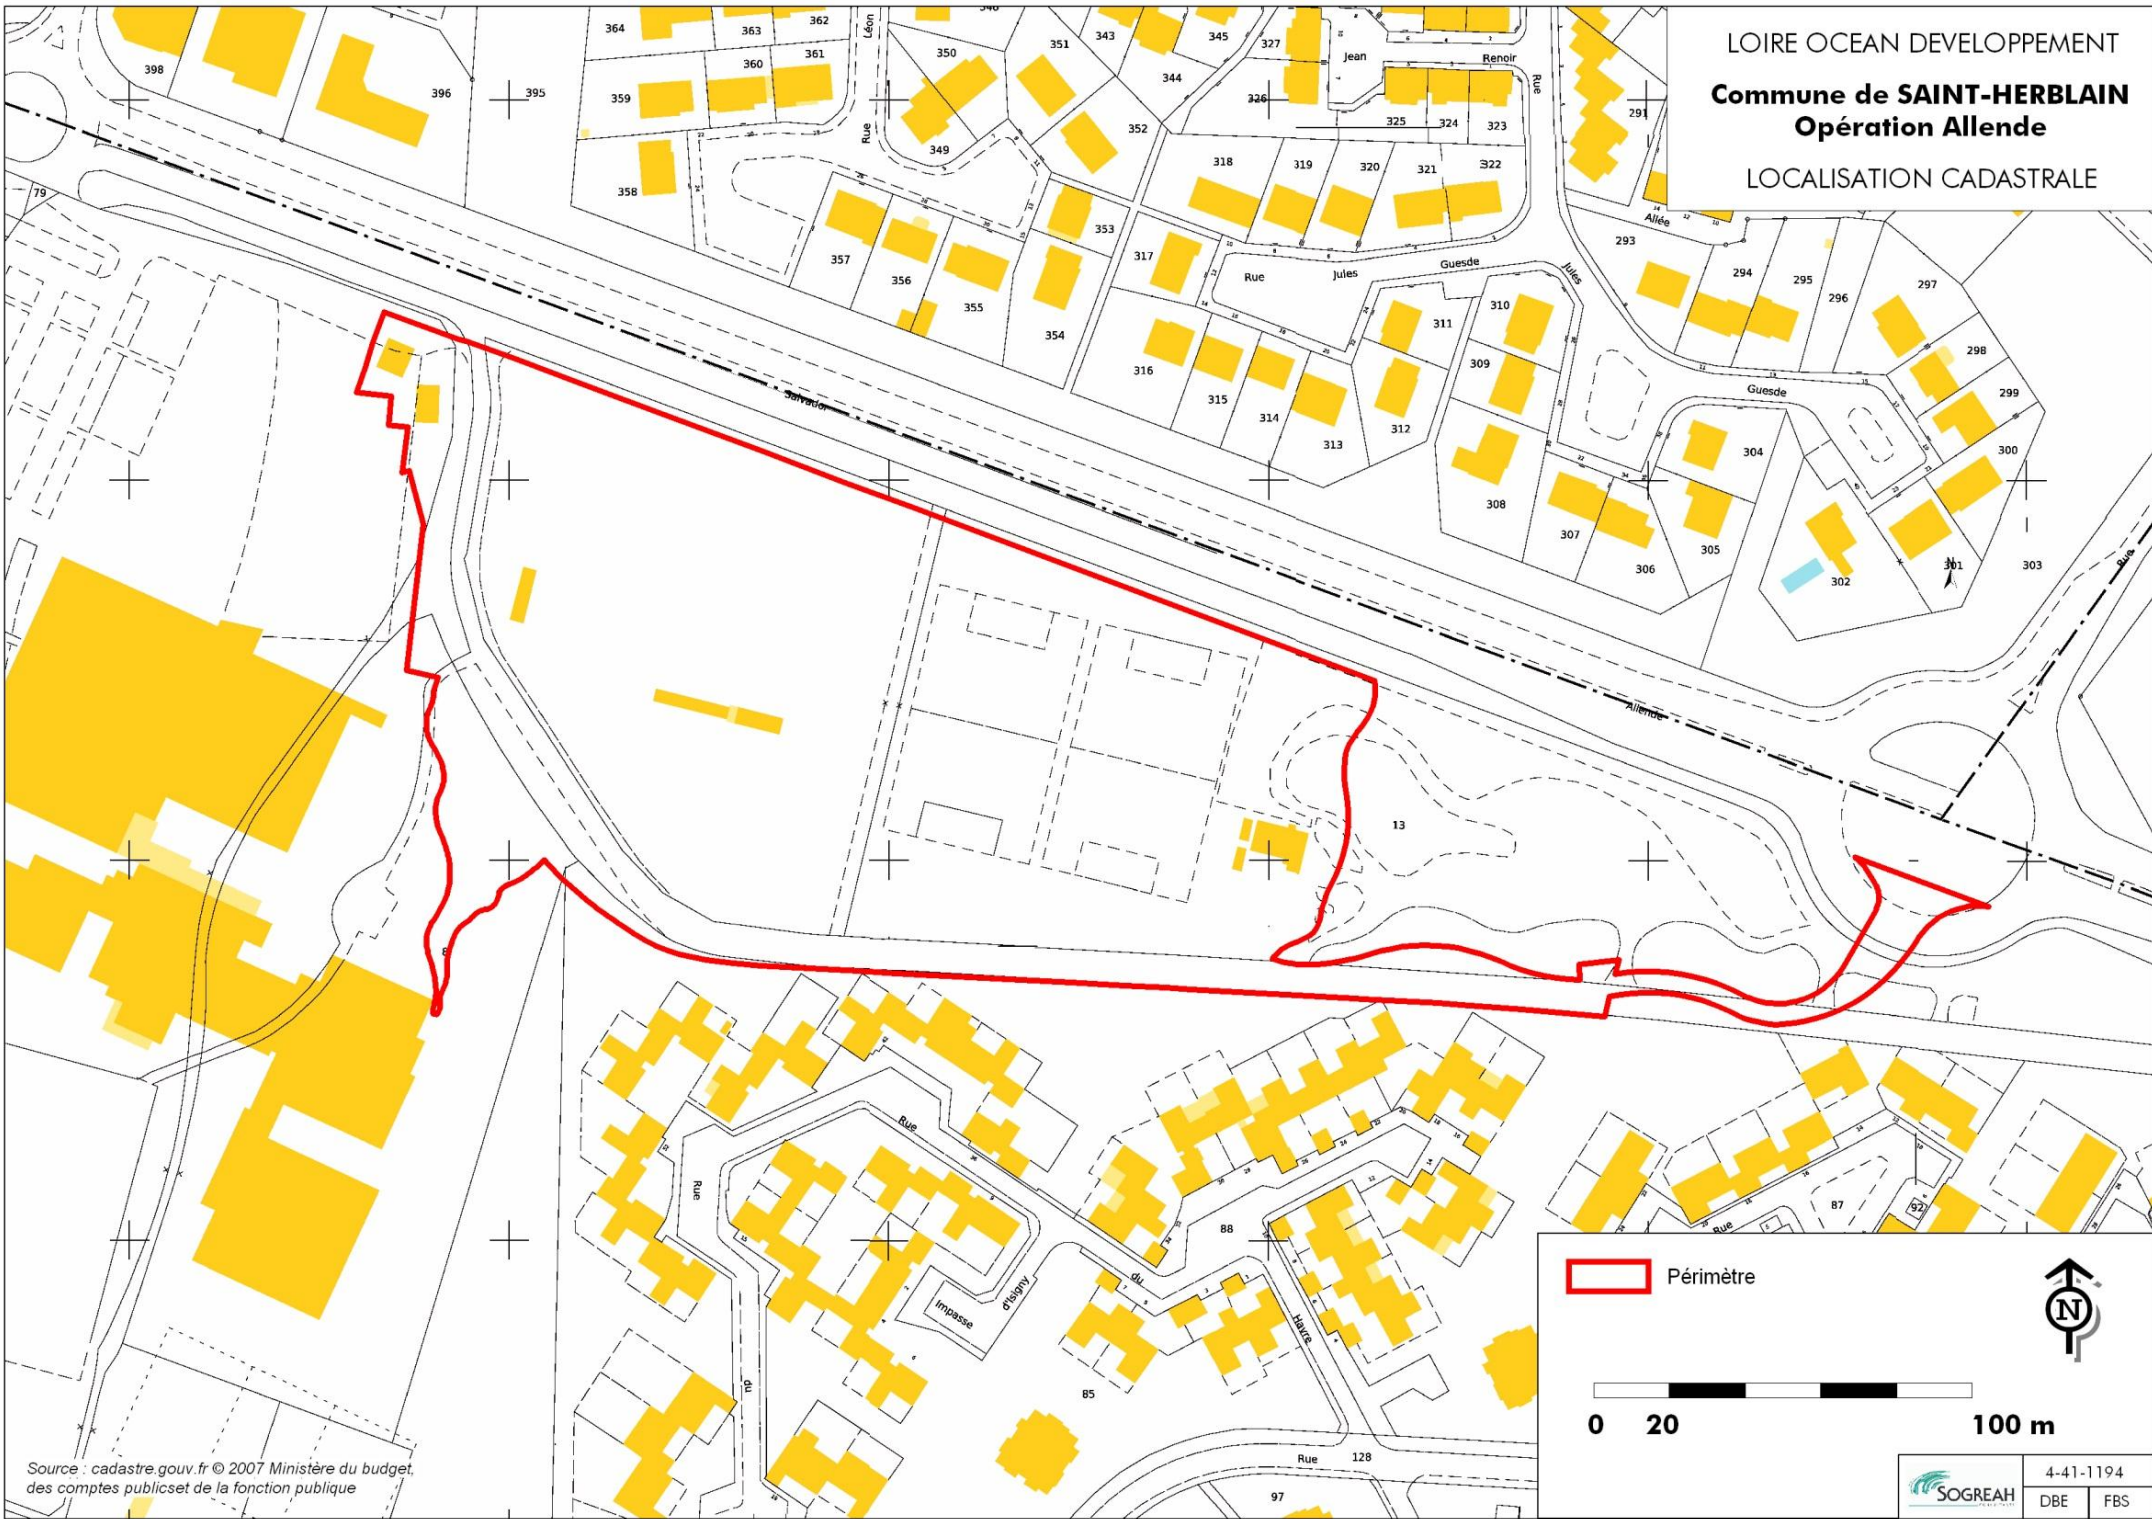 LOIRE OCEAN DEVELOPPEMENT
Commune de SAINT-HERBLAIN
Opération Allende
LOCALISATION CADASTRALE
364
363
362
361
360
359
358
Léon
Rue
350
349
351
343
345
344
352
327
326
Jean
Renoir
Rue
325
324
323
291
398
396
395
79
318
319
320
321
322
357
356
355
353
354
317
Rue
Jules
Guesde
Jules
Allée
293
294
295
296
297
298
299
300
310
311
309
316
315
314
313
312
308
307
306
305
304
Guesde
301
302
303
N
Rue
Salvador
Allende
13
8
Rue
Rue
du
du
Impasse
d'Isigny
Havre
88
85
87
92
Rue
Rue
128
97
Périmètre
N
0 20 100 m
Source : cadastre.gouv.fr © 2007 Ministère du budget,
des comptes publicset de la fonction publique
SOGREAH
4-41-1194
DBE
FBS